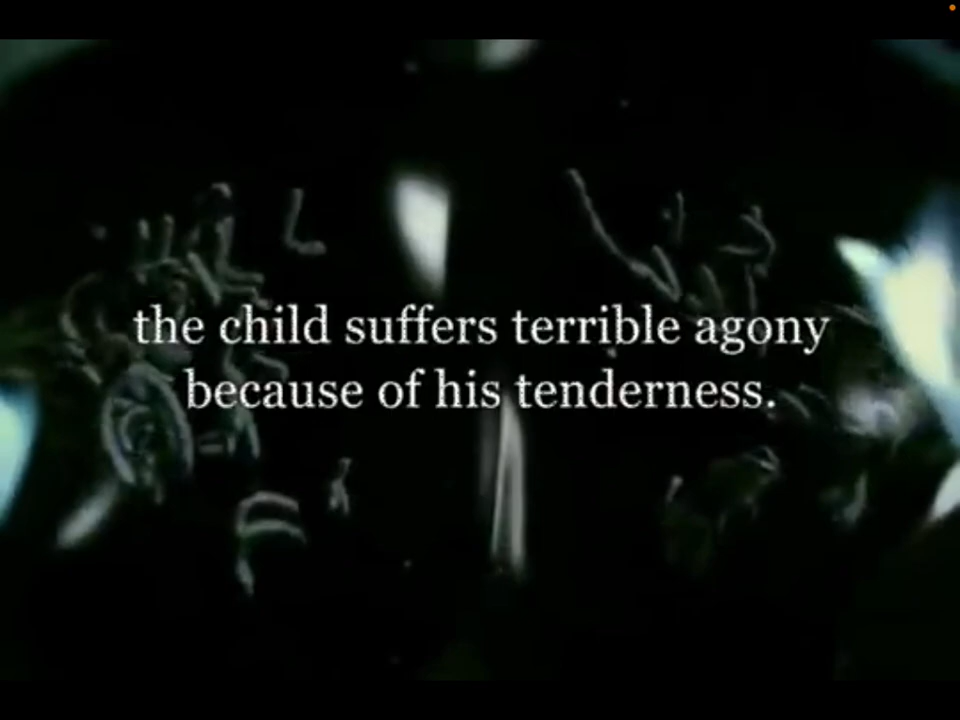 the child suffers terrible agony
because of his tenderness.